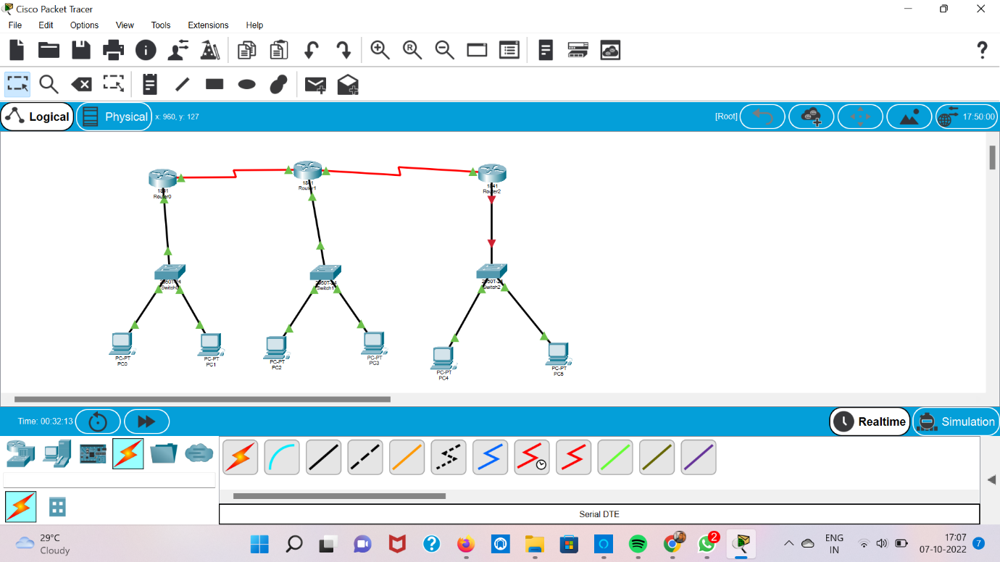 Cisco Packet Tracer
File Edit Options View Tools Extensions Help
Logical
Physical
x: 960, y: 127
[Root]
17:50:00
1841
Router0
1841
Router1
1841
Router2
2950T-24
Switch0
2950T-24
Switch1
2950T-24
Switch2
PC-PT
PC0
PC-PT
PC1
PC-PT
PC2
PC-PT
PC3
PC-PT
PC4
PC-PT
PC5
Time: 00:32:13
Realtime
Simulation
Serial DTE
29°C
Cloudy
2
ENG
IN
17:07
07-10-2022
7